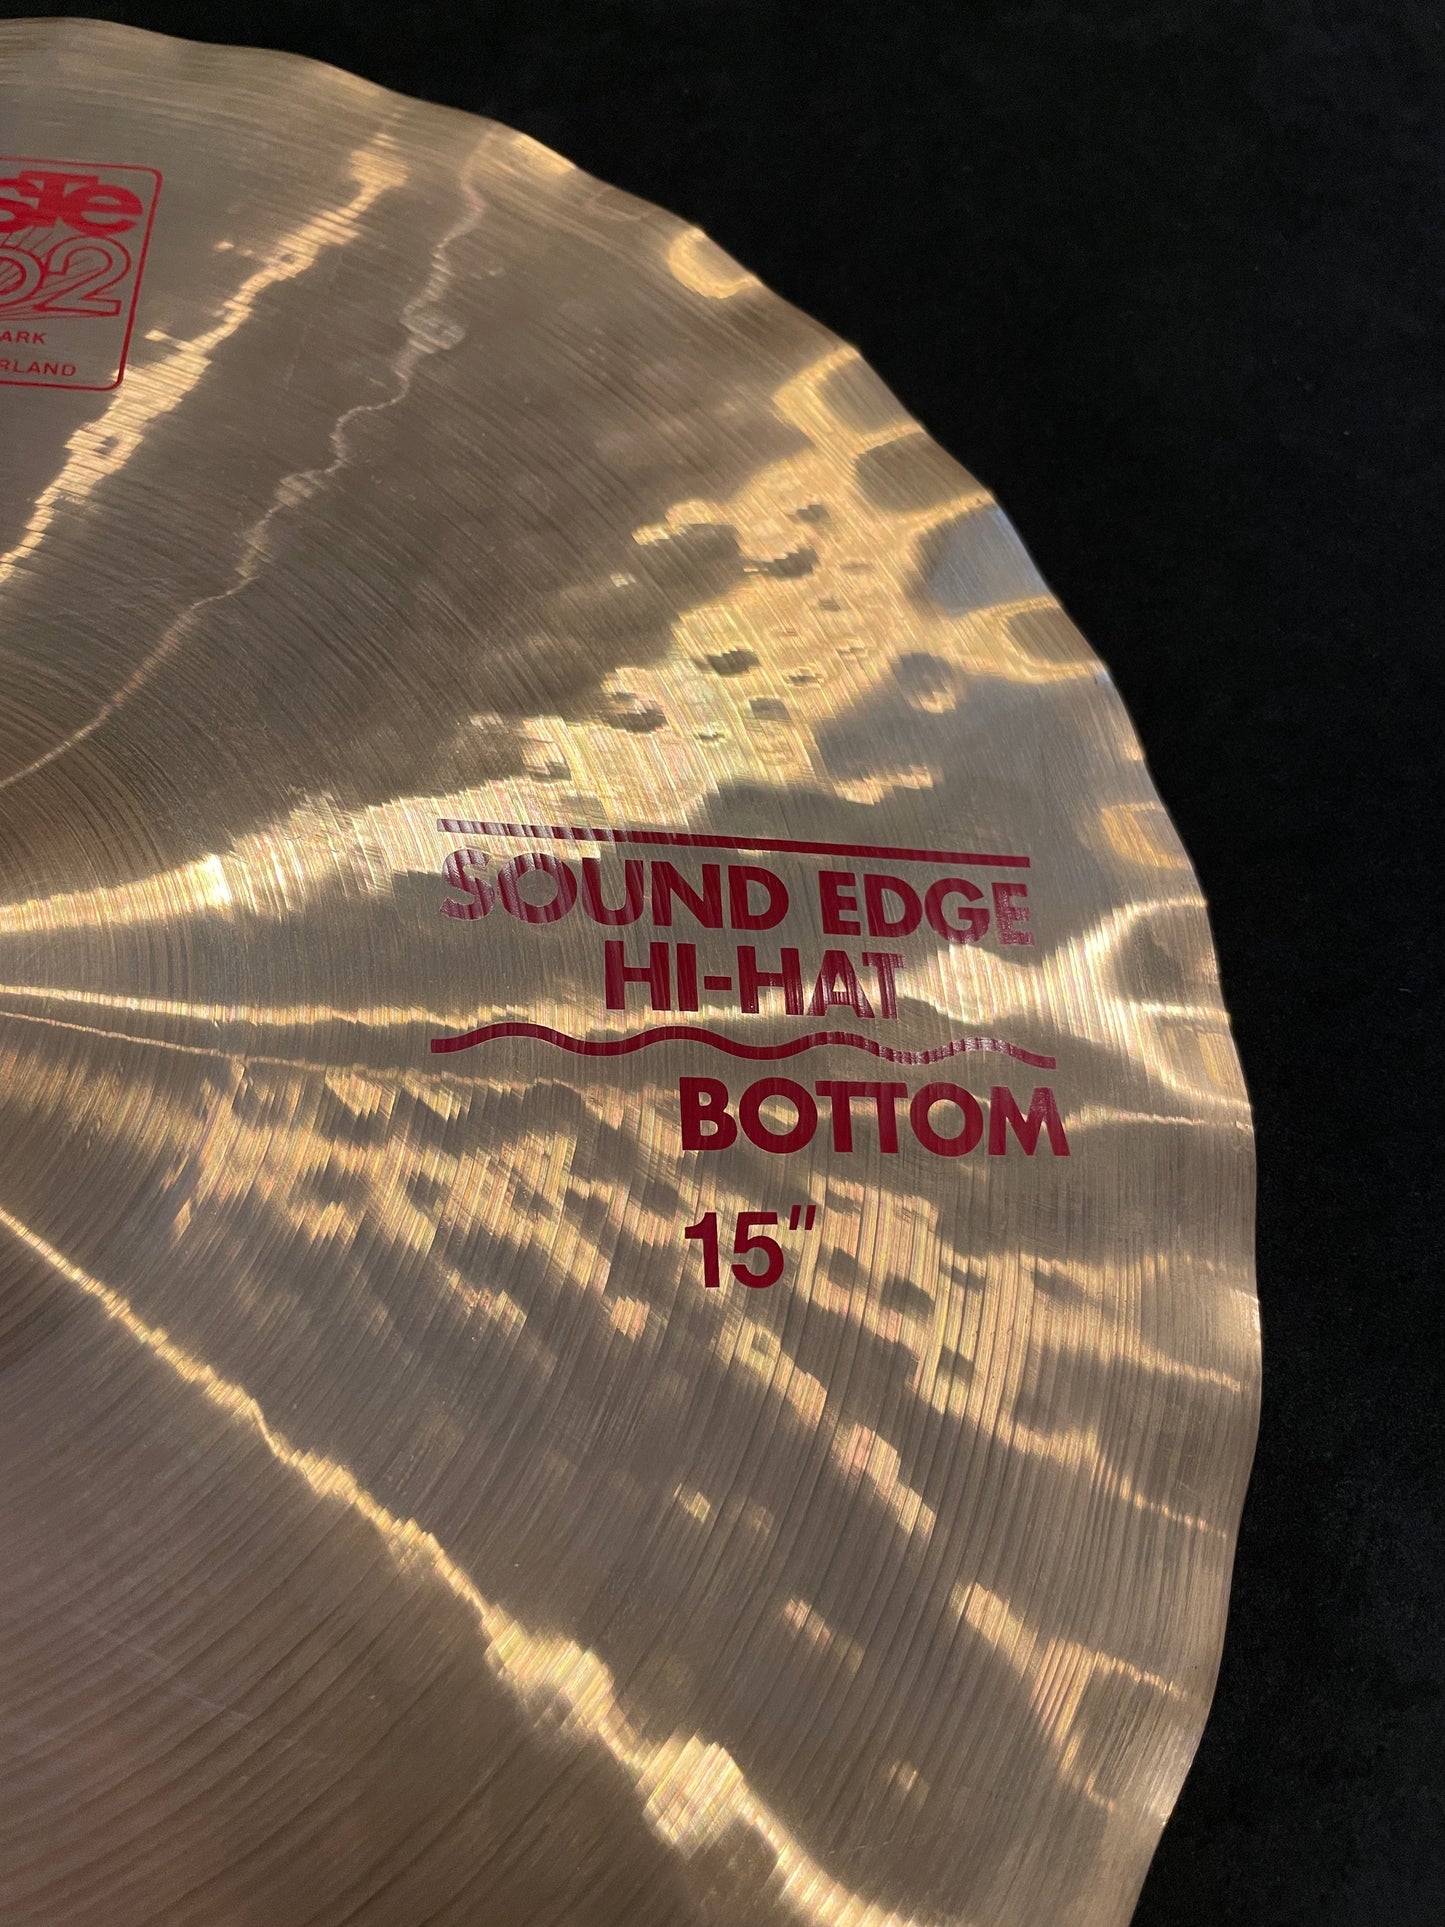 SOUND EDGE
HI-HAT
BOTTOM
15"